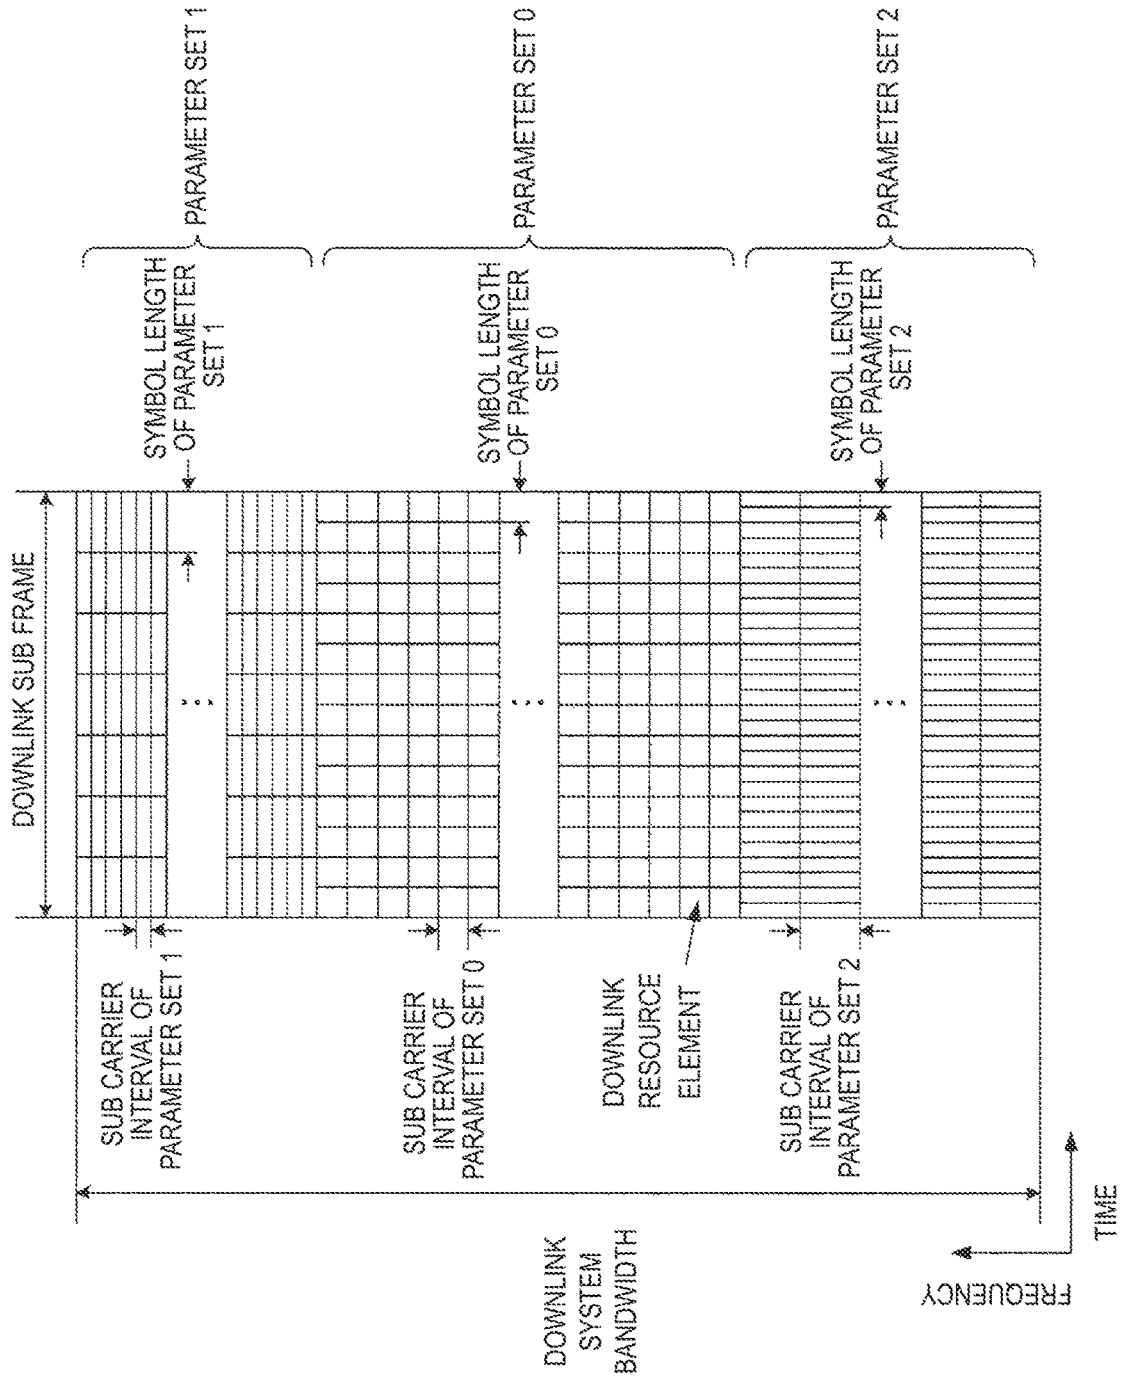 DOWNLINK SUB FRAME
SUB CARRIER
INTERVAL OF
PARAMETER SET 1
SYMBOL LENGTH
OF PARAMETER
SET 1
PARAMETER SET 1
SUB CARRIER
INTERVAL OF
PARAMETER SET 0
SYMBOL LENGTH
OF PARAMETER
SET 0
PARAMETER SET 0
DOWNLINK
RESOURCE
ELEMENT
SUB CARRIER
INTERVAL OF
PARAMETER SET 2
SYMBOL LENGTH
OF PARAMETER
SET 2
PARAMETER SET 2
DOWNLINK
SYSTEM
BANDWIDTH
FREQUENCY
TIME